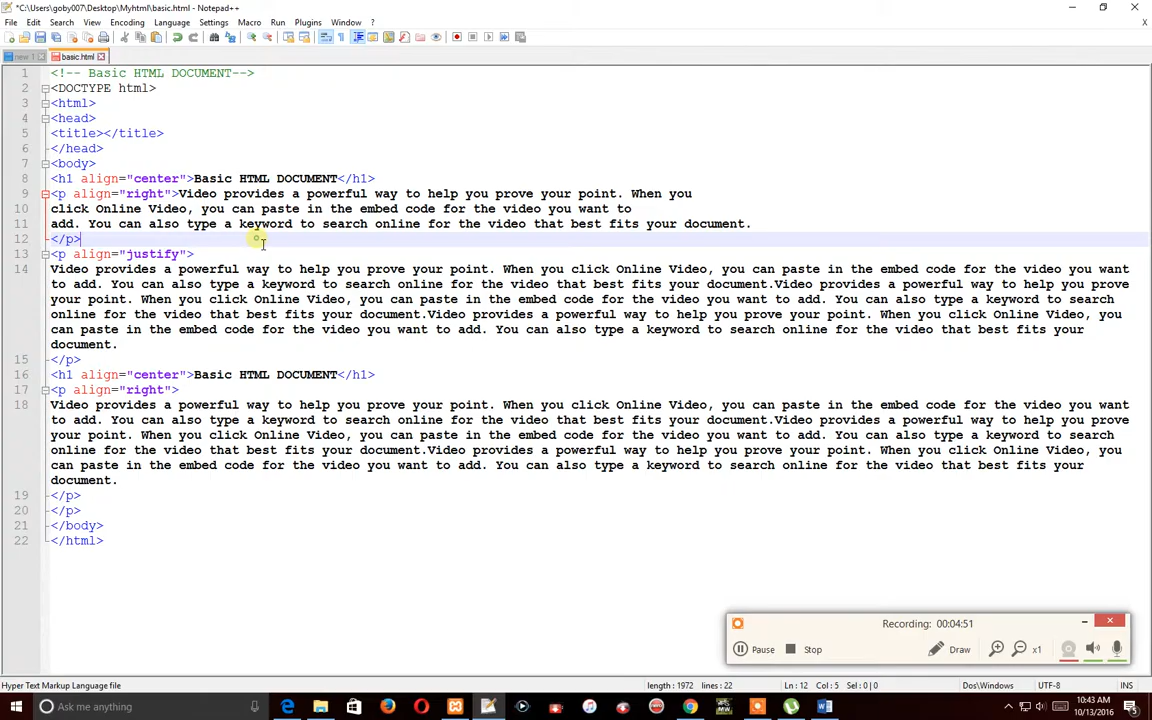 *C:\Users\goby007\Desktop\Myhtml\basic.html - Notepad++
File Edit Search View Encoding Language Settings Macro Run Plugins Window ?
X
new 1 basic.html
1 <!-- Basic HTML DOCUMENT-->
2 <DOCTYPE html>
3 <html>
4 <head>
5 <title></title>
6 </head>
7 <body>
8 <h1 align="center">Basic HTML DOCUMENT</h1>
9 <p align="right">Video provides a powerful way to help you prove your point. When you
10 click Online Video, you can paste in the embed code for the video you want to
11 add. You can also type a keyword to search online for the video that best fits your document.
12 </p>
13 <p align="justify">
14 Video provides a powerful way to help you prove your point. When you click Online Video, you can paste in the embed code for the video you want
to add. You can also type a keyword to search online for the video that best fits your document.Video provides a powerful way to help you prove
your point. When you click Online Video, you can paste in the embed code for the video you want to add. You can also type a keyword to search
online for the video that best fits your document.Video provides a powerful way to help you prove your point. When you click Online Video, you
can paste in the embed code for the video you want to add. You can also type a keyword to search online for the video that best fits your
document.
15 </p>
16 <h1 align="center">Basic HTML DOCUMENT</h1>
17 <p align="right">
18 Video provides a powerful way to help you prove your point. When you click Online Video, you can paste in the embed code for the video you want
to add. You can also type a keyword to search online for the video that best fits your document.Video provides a powerful way to help you prove
your point. When you click Online Video, you can paste in the embed code for the video you want to add. You can also type a keyword to search
online for the video that best fits your document.Video provides a powerful way to help you prove your point. When you click Online Video, you
can paste in the embed code for the video you want to add. You can also type a keyword to search online for the video that best fits your
document.
19 </p>
20 </p>
21 </body>
22 </html>
Recording: 00:04:51
Pause Stop Draw x1
Hyper Text Markup Language file length : 1972 lines : 22 Ln : 12 Col : 5 Sel : 0 | 0 Dos\Windows UTF-8 INS
Ask me anything
10:43 AM
10/13/2016